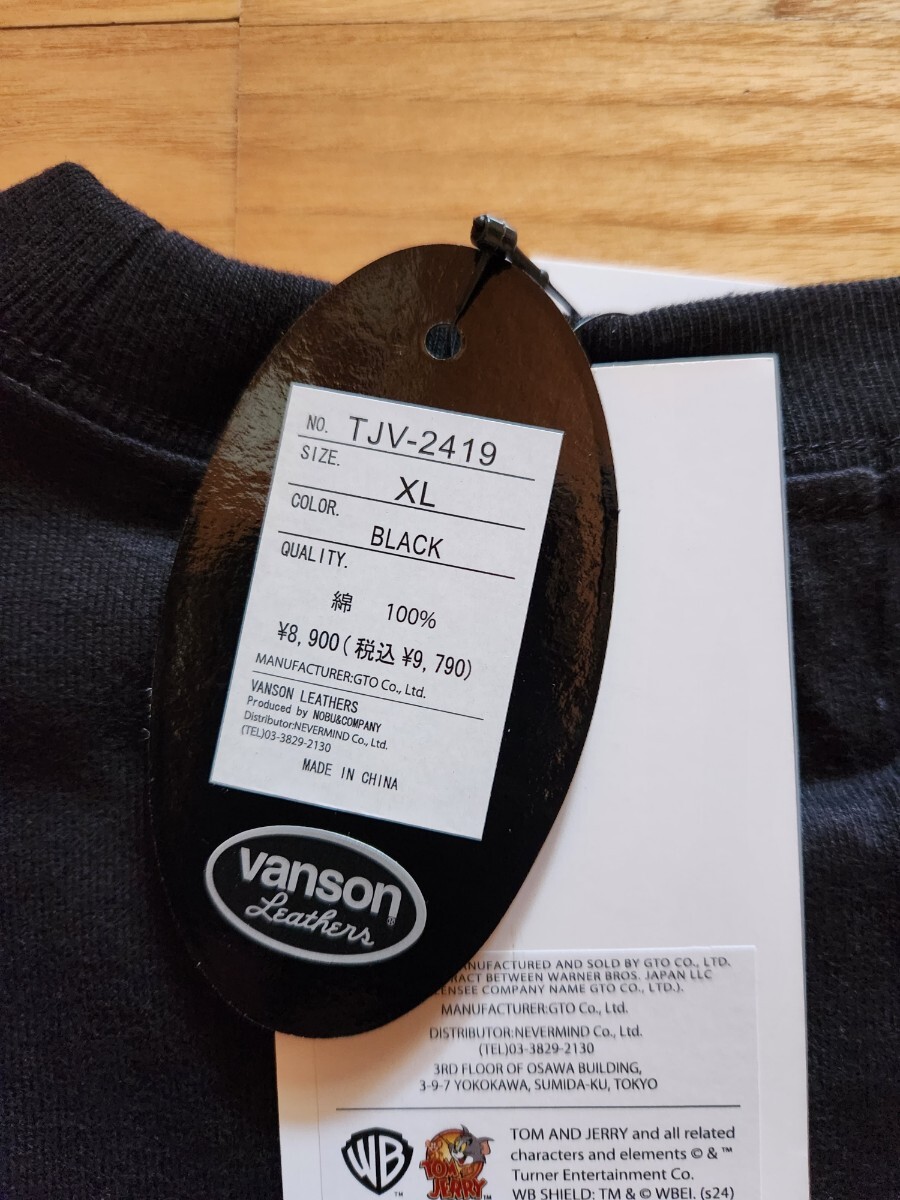 NO. TJV-2419
SIZE.
XL
COLOR.
BLACK
QUALITY.
綿 100%
¥8,900(税込¥9,790)
MANUFACTURER:GTO Co., Ltd.
VANSON LEATHERS
Produced by NOBU&COMPANY
Distributor:NEVERMIND Co., Ltd.
(TEL)03-3829-2130
MADE IN CHINA
vanson
Leathers
MANUFACTURED AND SOLD BY GTO CO., LTD.
BETWEEN WARNER BROS. JAPAN LLC
COMPANY NAME GTO CO., LTD.).
MANUFACTURER:GTO Co., Ltd.
DISTRIBUTOR:NEVERMIND Co., Ltd.
(TEL)03-3829-2130
3RD FLOOR OF OSAWA BUILDING,
3-9-7 YOKOKAWA, SUMIDA-KU, TOKYO
WB ™
TOM AND JERRY ™
TOM AND JERRY and all related
characters and elements © & ™
Turner Entertainment Co.
WB SHIELD: TM & © WBEI. (s24)